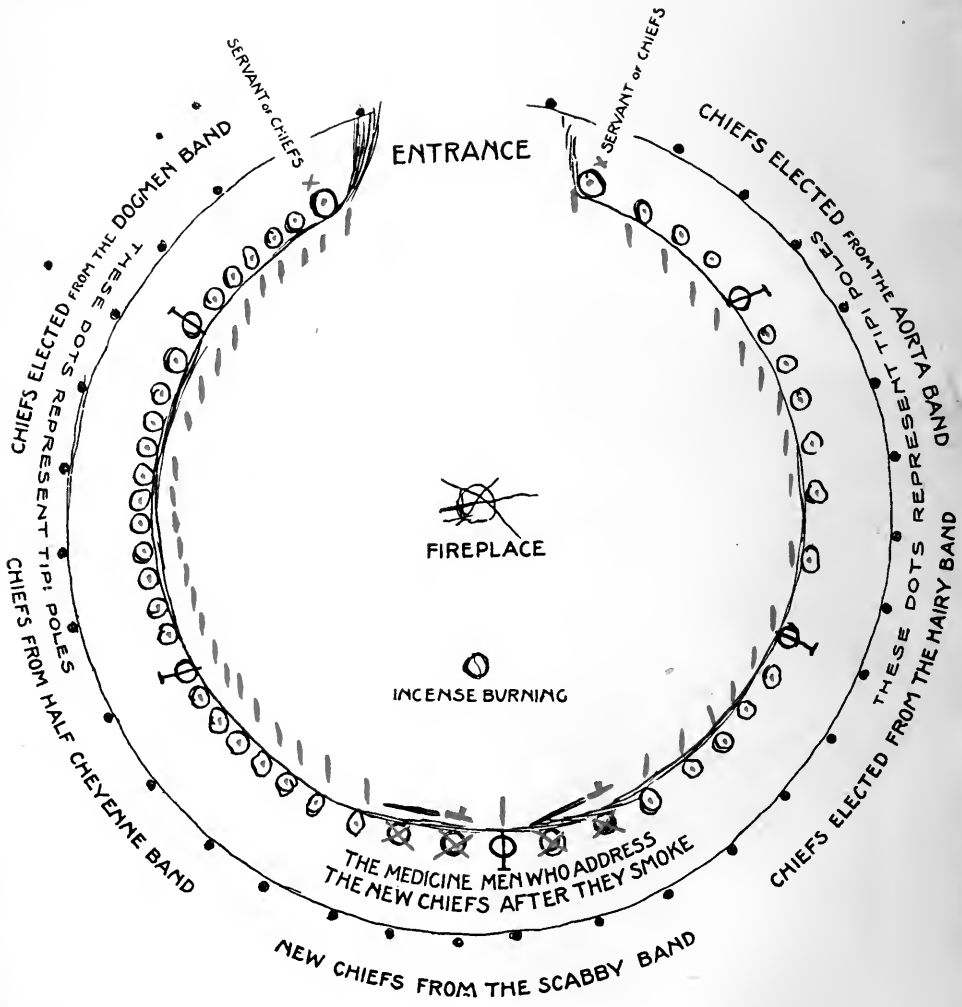 SERVANT OF CHIEFS
SERVANT OF CHIEFS
ENTRANCE
CHIEFS ELECTED FROM THE DOGMEN BAND
THESE DOTS REPRESENT TIPI POLES
CHIEFS ELECTED FROM THE AORTA BAND
THESE DOTS REPRESENT TIPI POLES
FIREPLACE
INCENSE BURNING
CHIEFS FROM HALF CHEYENNE BAND
CHIEFS ELECTED FROM THE HAIRY BAND
THE MEDICINE MEN WHO ADDRESS
THE NEW CHIEFS AFTER THEY SMOKE
NEW CHIEFS FROM THE SCABBY BAND